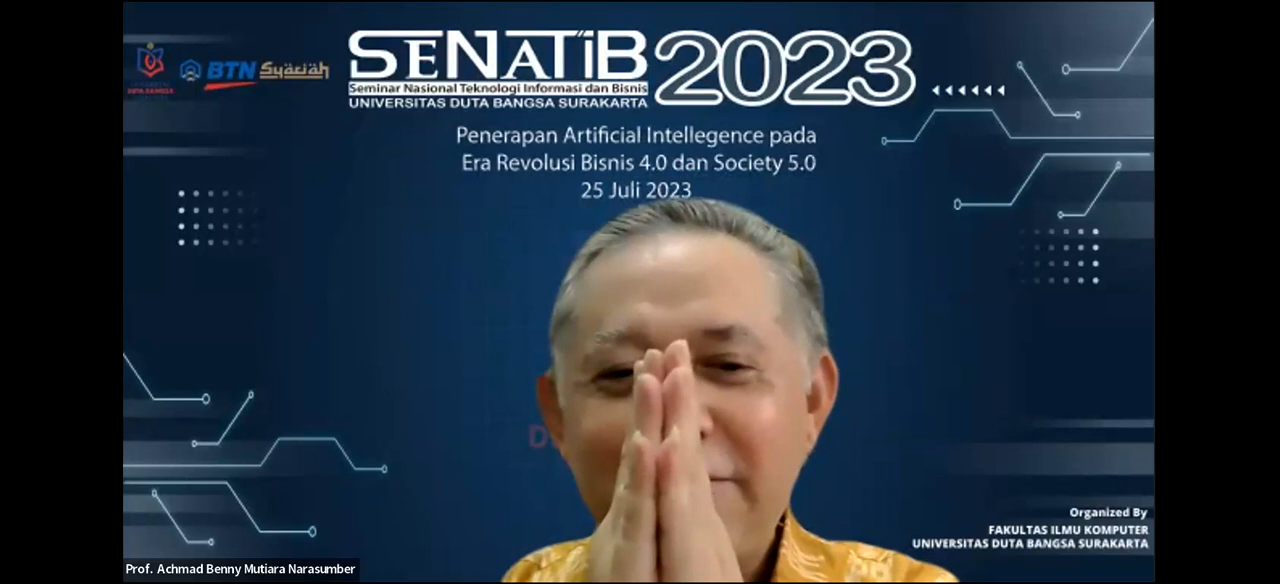 SENATIB 2023
Seminar Nasional Teknologi Informasi dan Bisnis
UNIVERSITAS DUTA BANGSA SURAKARTA
BTN Syariah
DUTA BANGSA
Penerapan Artificial Intellegence pada
Era Revolusi Bisnis 4.0 dan Society 5.0
25 Juli 2023
D
Organized By
FAKULTAS ILMU KOMPUTER
UNIVERSITAS DUTA BANGSA SURAKARTA
Prof. Achmad Benny Mutiara Narasumber